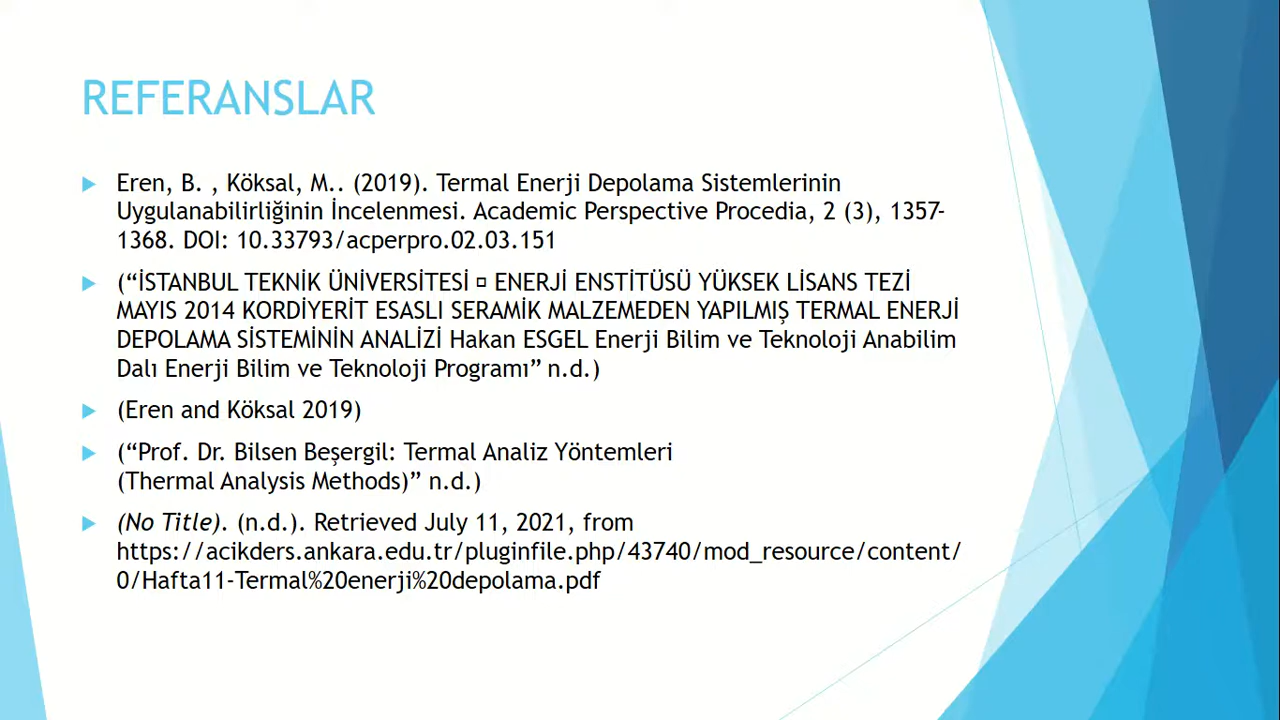 REFERANSLAR
Eren, B. , Köksal, M.. (2019). Termal Enerji Depolama Sistemlerinin
Uygulanabilirliğinin İncelenmesi. Academic Perspective Procedia, 2 (3), 1357-
1368. DOI: 10.33793/acperpro.02.03.151
(“İSTANBUL TEKNİK ÜNİVERSİTESİ  ENERJİ ENSTİTÜSÜ YÜKSEK LİSANS TEZİ
MAYIS 2014 KORDİYERİT ESASLI SERAMİK MALZEMEDEN YAPILMIŞ TERMAL ENERJİ
DEPOLAMA SİSTEMİNİN ANALİZİ Hakan ESGEL Enerji Bilim ve Teknoloji Anabilim
Dalı Enerji Bilim ve Teknoloji Programı” n.d.)
(Eren and Köksal 2019)
(“Prof. Dr. Bilsen Beşergil: Termal Analiz Yöntemleri
(Thermal Analysis Methods)” n.d.)
(No Title). (n.d.). Retrieved July 11, 2021, from
https://acikders.ankara.edu.tr/pluginfile.php/43740/mod_resource/content/
0/Hafta11-Termal%20enerji%20depolama.pdf